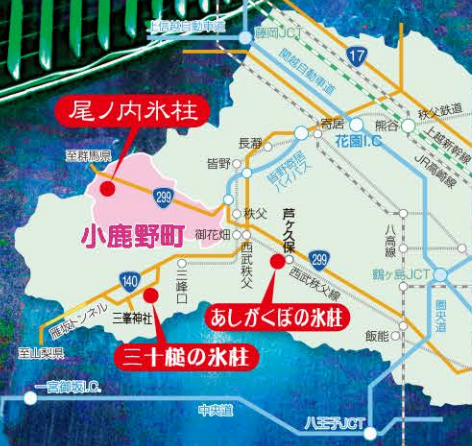 上信越自動車道
藤岡JCT
関越自動車道
17
尾ノ内氷柱
至群馬県
299
小鹿野町
長瀞
寄居
花園I.C
熊谷
秩父鉄道
上越新幹線
JR高崎線
皆野
皆野寄居
バイパス
秩父
御花畑
西武秩父
芦ヶ久保
299
西武秩父線
八高線
鶴ヶ島JCT
圏央道
140
三峰口
あしがくぼの氷柱
飯能
雁坂トンネル
三峯神社
至山梨県
三十槌の氷柱
一宮御坂I.C.
中央道
八王子JCT